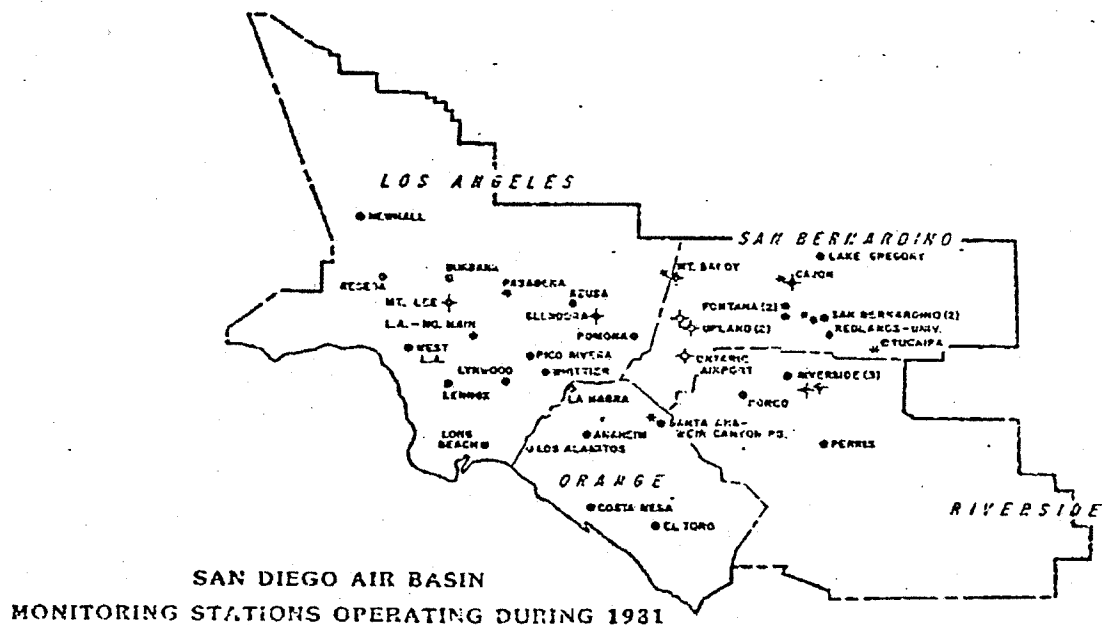 LOS ANGELES
NEWHALL
SAN BERNARDINO
LAKE GREGORY
MT. BALDY
CAJON
RESEDA
BURBANK
PASADENA
MT. LEE
AZUSA
GLENDORA
FONTANA (2)
SAN BERNARDINO (2)
L.A. - NO. MAIN
POMONA
UPLAND (2)
REDLANDS-UNIV.
YUCAIPA
WEST
L.A.
PICO RIVERA
ONTARIO
AIRPORT
LYNWOOD
WHITTIER
RIVERSIDE (3)
LENNOX
LA HABRA
NORCO
SANTA ANA-
WEIR CANYON PS.
LONG
BEACH
ANAHEIM
LOS ALAMITOS
PERRIS
ORANGE
COSTA MESA
EL TORO
RIVERSIDE
SAN DIEGO AIR BASIN
MONITORING STATIONS OPERATING DURING 1981